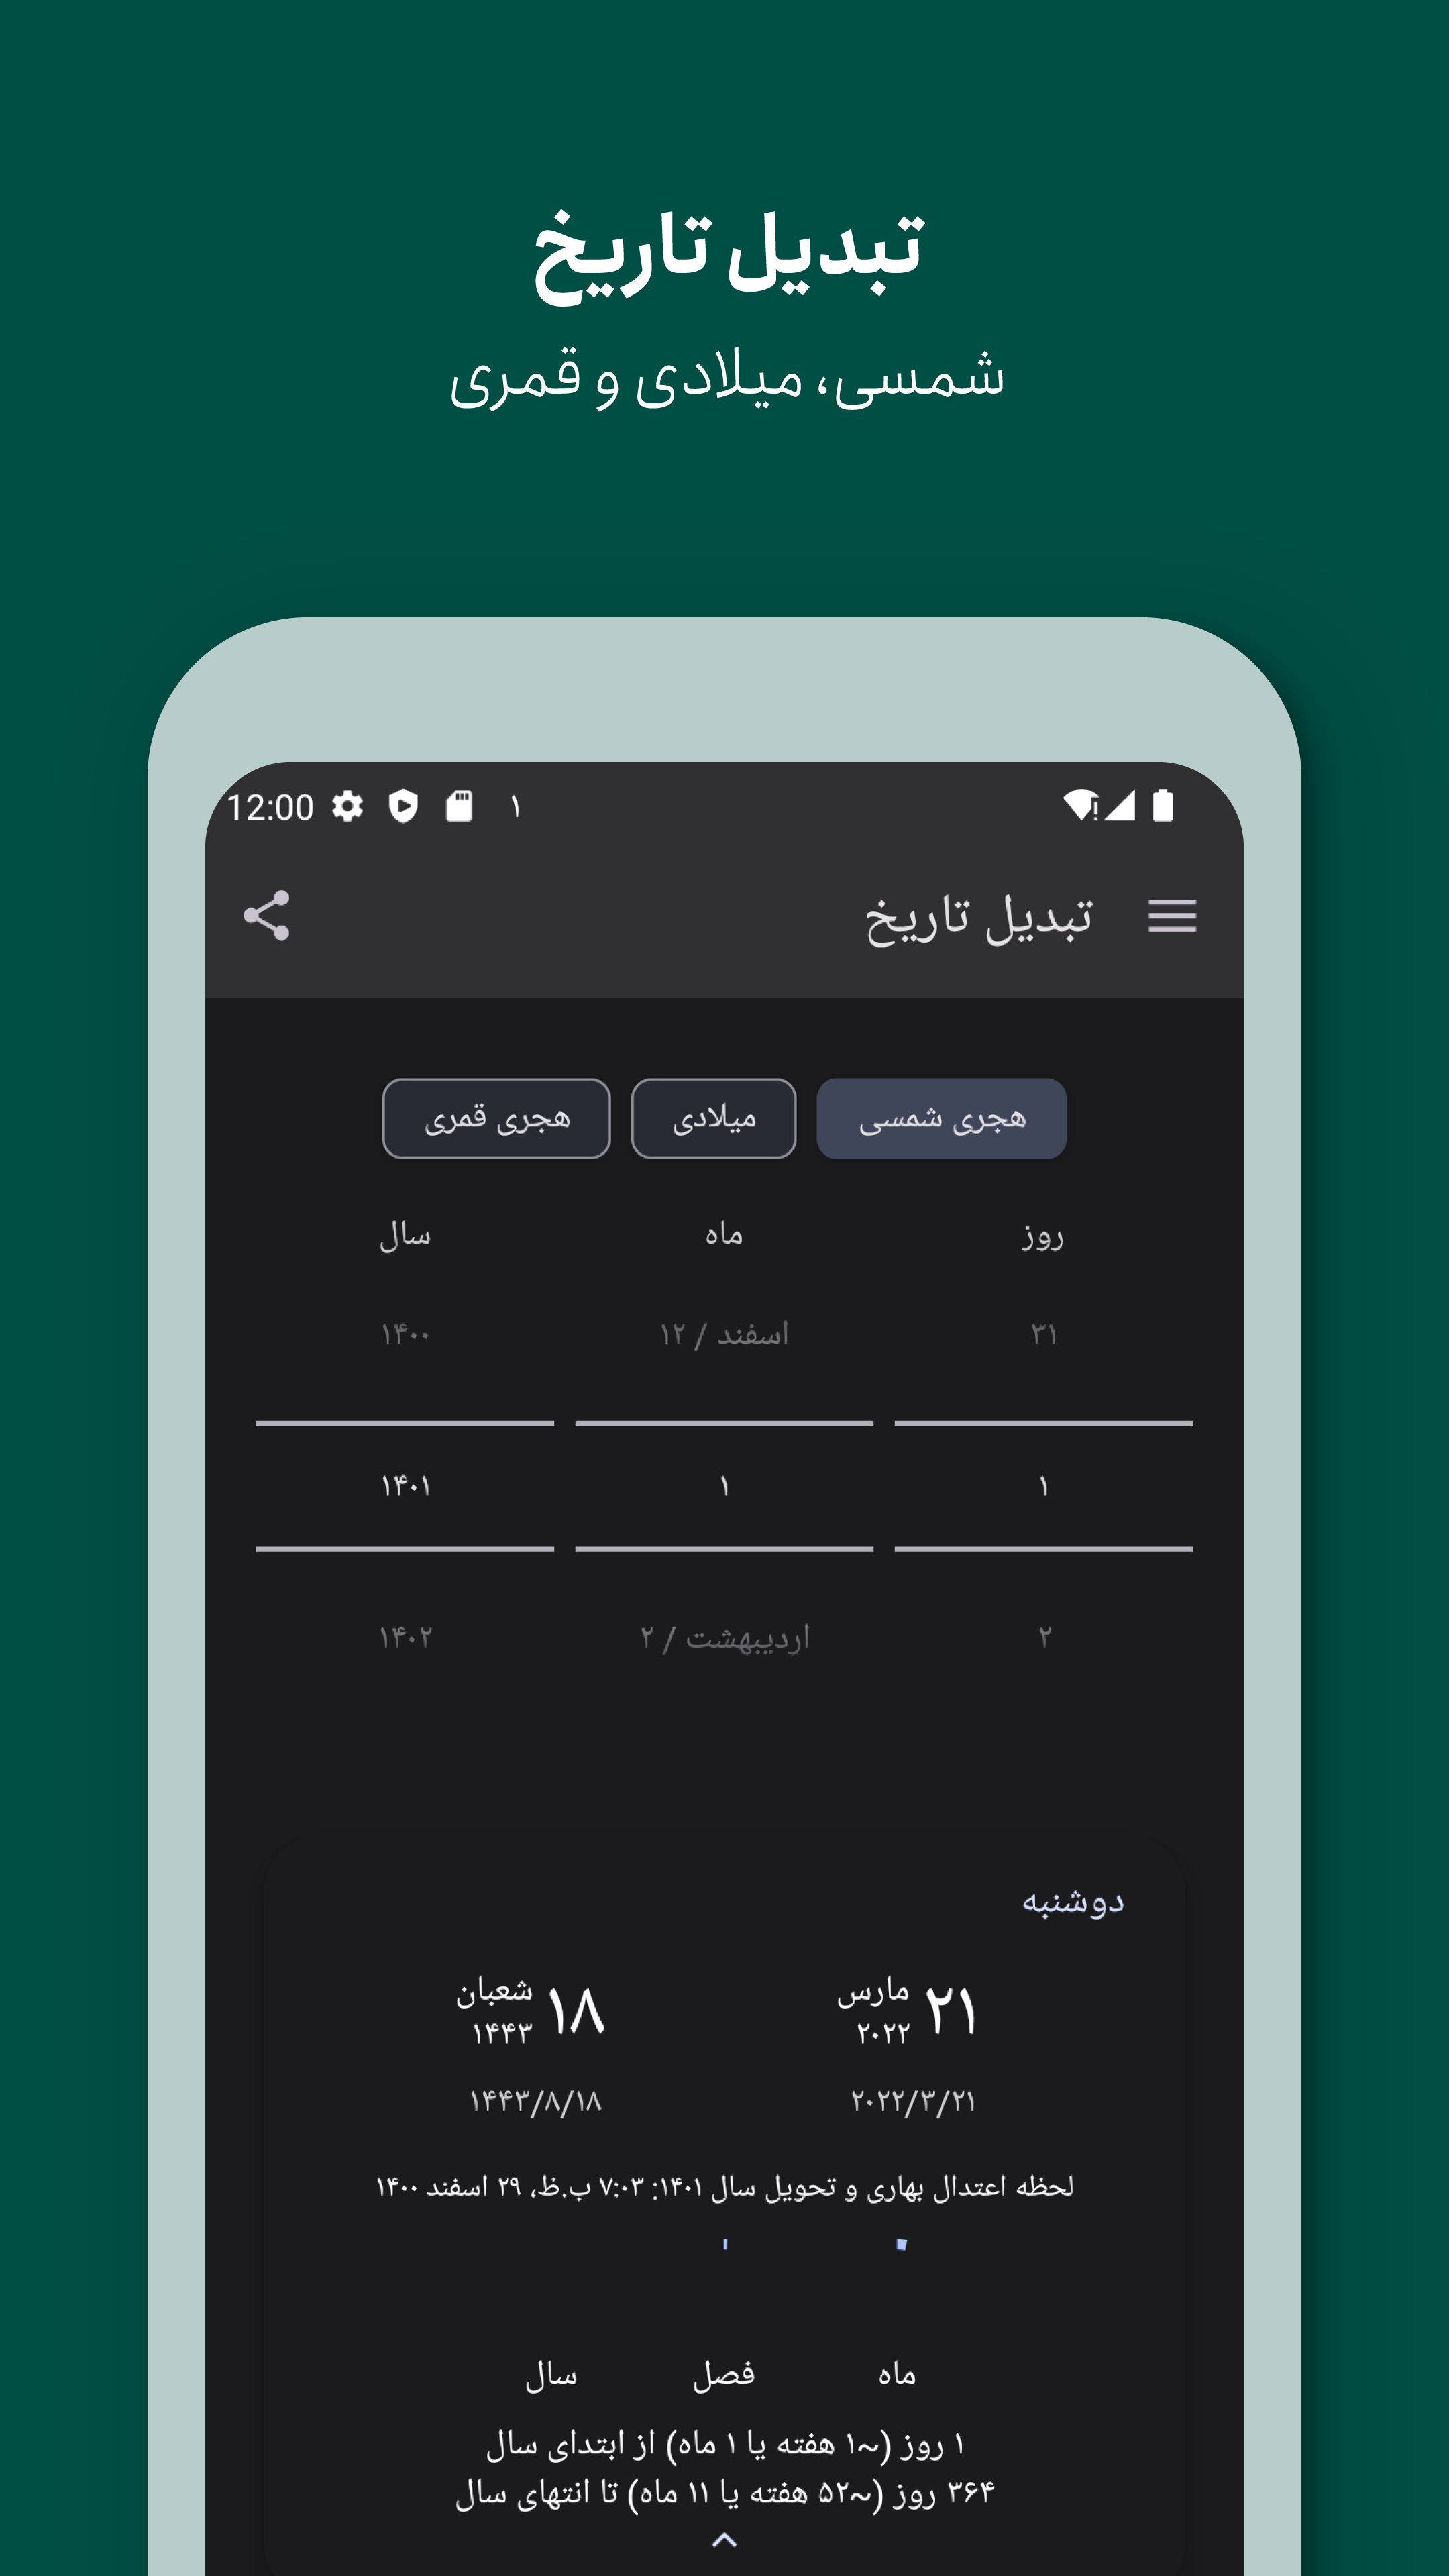 تبدیل تاریخ
شمسی، میلادی و قمری
12:00 ۱
تبدیل تاریخ
هجری شمسی میلادی هجری قمری
روز ماه سال
۳۱ اسفند / ۱۲ ۱۴۰۰
۱ ۱ ۱۴۰۱
۲ اردیبهشت / ۲ ۱۴۰۲
دوشنبه
۲۱ مارس ۲۰۲۲ ۱۸ شعبان ۱۴۴۳
۲۰۲۲/۳/۲۱ ۱۴۴۳/۸/۱۸
لحظه اعتدال بهاری و تحویل سال ۱۴۰۱: ۷:۰۳ ب.ظ، ۲۹ اسفند ۱۴۰۰
ماه فصل سال
۱ روز (~۱ هفته یا ۱ ماه) از ابتدای سال
۳۶۴ روز (~۵۲ هفته یا ۱۱ ماه) تا انتهای سال